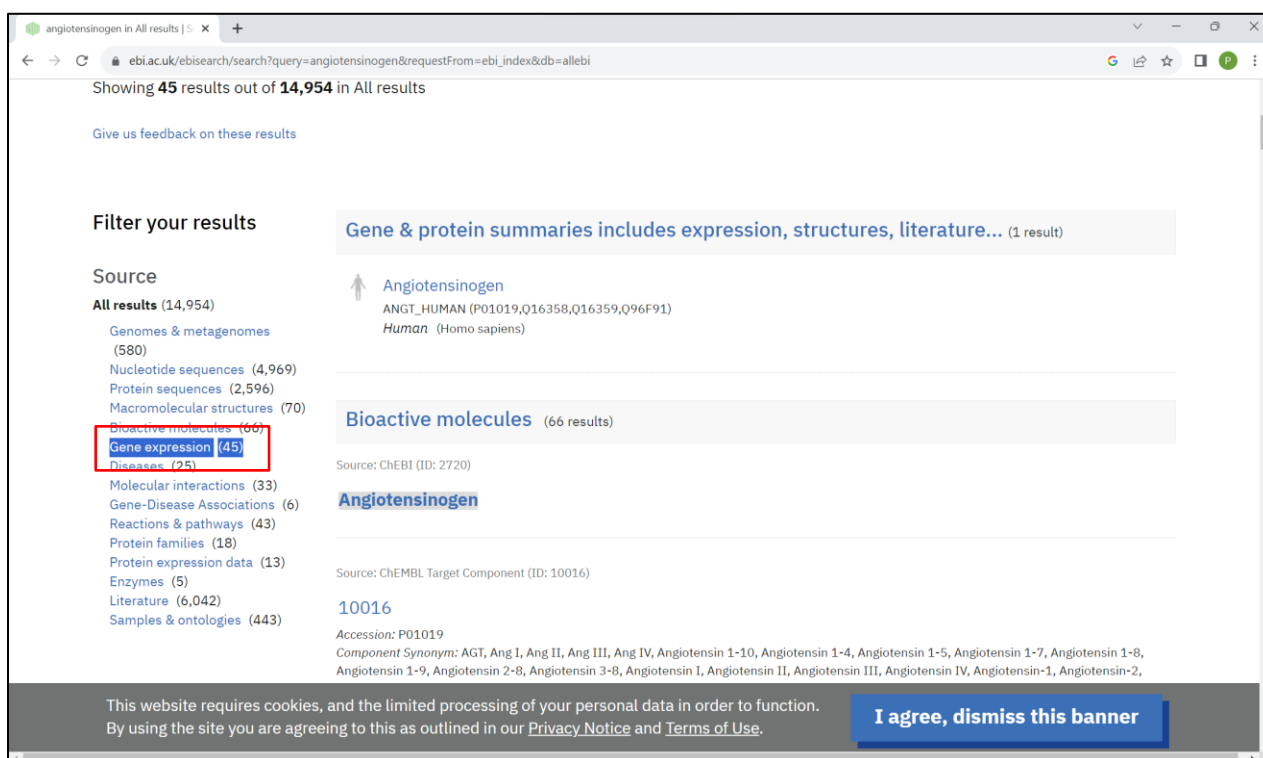 angiotensinogen in All results | S
ebi.ac.uk/ebisearch/search?query=angiotensinogen&requestFrom=ebi_index&db=allebi
G
P
Showing 45 results out of 14,954 in All results
Give us feedback on these results
Filter your results
Source
All results (14,954)
Genomes & metagenomes
(580)
Nucleotide sequences (4,969)
Protein sequences (2,596)
Macromolecular structures (70)
Bioactive molecules (66)
Gene expression (45)
Diseases (25)
Molecular interactions (33)
Gene-Disease Associations (6)
Reactions & pathways (43)
Protein families (18)
Protein expression data (13)
Enzymes (5)
Literature (6,042)
Samples & ontologies (443)
Gene & protein summaries includes expression, structures, literature... (1 result)
Angiotensinogen
ANGT_HUMAN (P01019,Q16358,Q16359,Q96F91)
Human (Homo sapiens)
Bioactive molecules (66 results)
Source: ChEBI (ID: 2720)
Angiotensinogen
Source: ChEMBL Target Component (ID: 10016)
10016
Accession: P01019
Component Synonym: AGT, Ang I, Ang II, Ang III, Ang IV, Angiotensin 1-10, Angiotensin 1-4, Angiotensin 1-5, Angiotensin 1-7, Angiotensin 1-8,
Angiotensin 1-9, Angiotensin 2-8, Angiotensin 3-8, Angiotensin I, Angiotensin II, Angiotensin III, Angiotensin IV, Angiotensin-1, Angiotensin-2,
This website requires cookies, and the limited processing of your personal data in order to function.
By using the site you are agreeing to this as outlined in our Privacy Notice and Terms of Use.
I agree, dismiss this banner